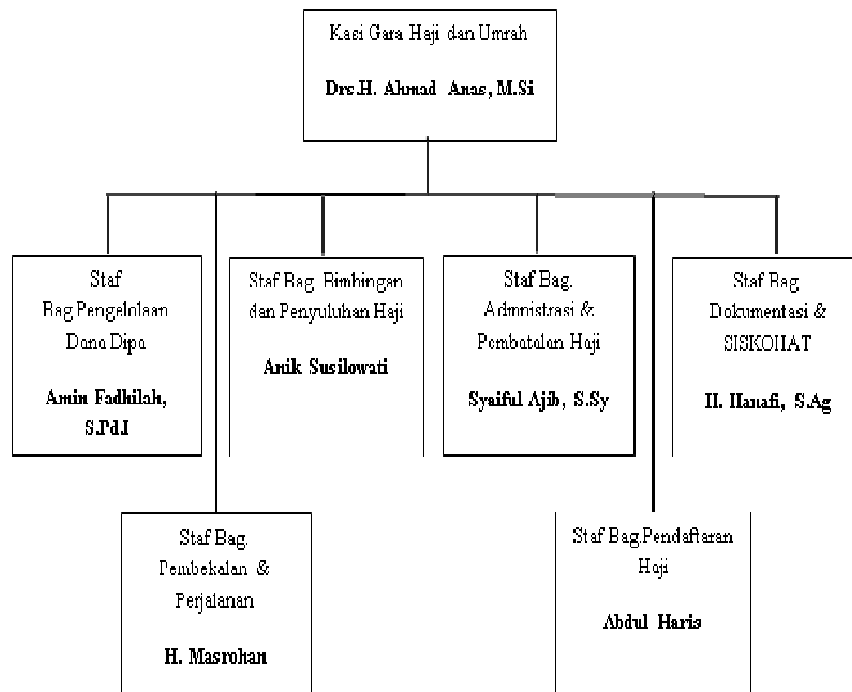 Kasi Gara Haji dan Umrah
Drs.H. Ahmad Anas, M.Si
Staf
Bag Pengelolaan
Dana Dipa
Amin Fadhilah,
S.Pd.I
Staf Bag. Bimbingan
dan Penyuluhan Haji
Anik Susilowati
Staf Bag.
Admnistrasi &
Pembatalan Haji
Syaiful Ajib, S.Sy
Staf Bag
Dokumentasi &
SISKOHAT
H. Hanafi, S.Ag
Staf Bag.
Pembekalan &
Perjalanan
H. Masrohan
Staf Bag.Pendaftaran
Haji
Abdul Haris